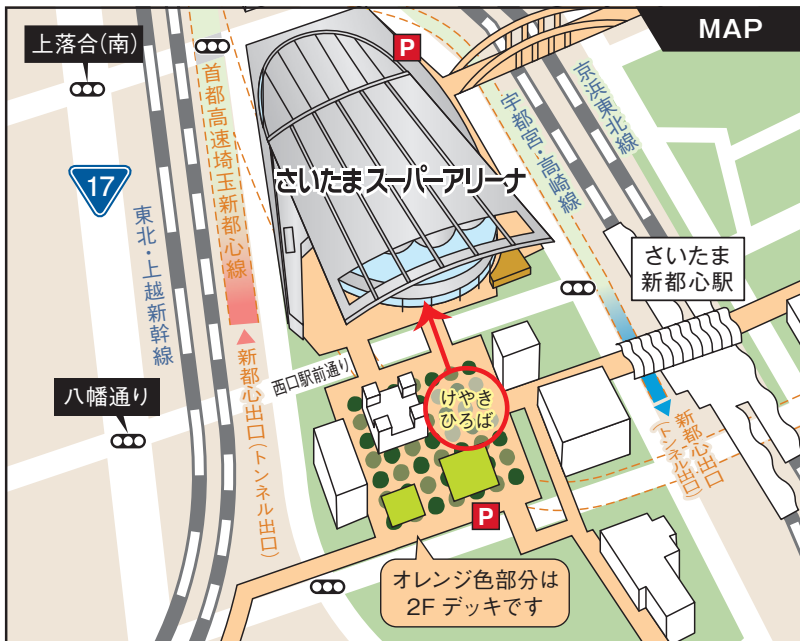 MAP
上落合(南)
P
首都高速埼玉新都心線
宇都宮・高崎線
京浜東北線
17
さいたまスーパーアリーナ
東北・上越新幹線
さいたま
新都心駅
西口駅前通り
八幡通り
新都心出口(トンネル出口)
けやき
ひろば
新都心出口
(トンネル出口)
P
オレンジ色部分は
2F デッキです